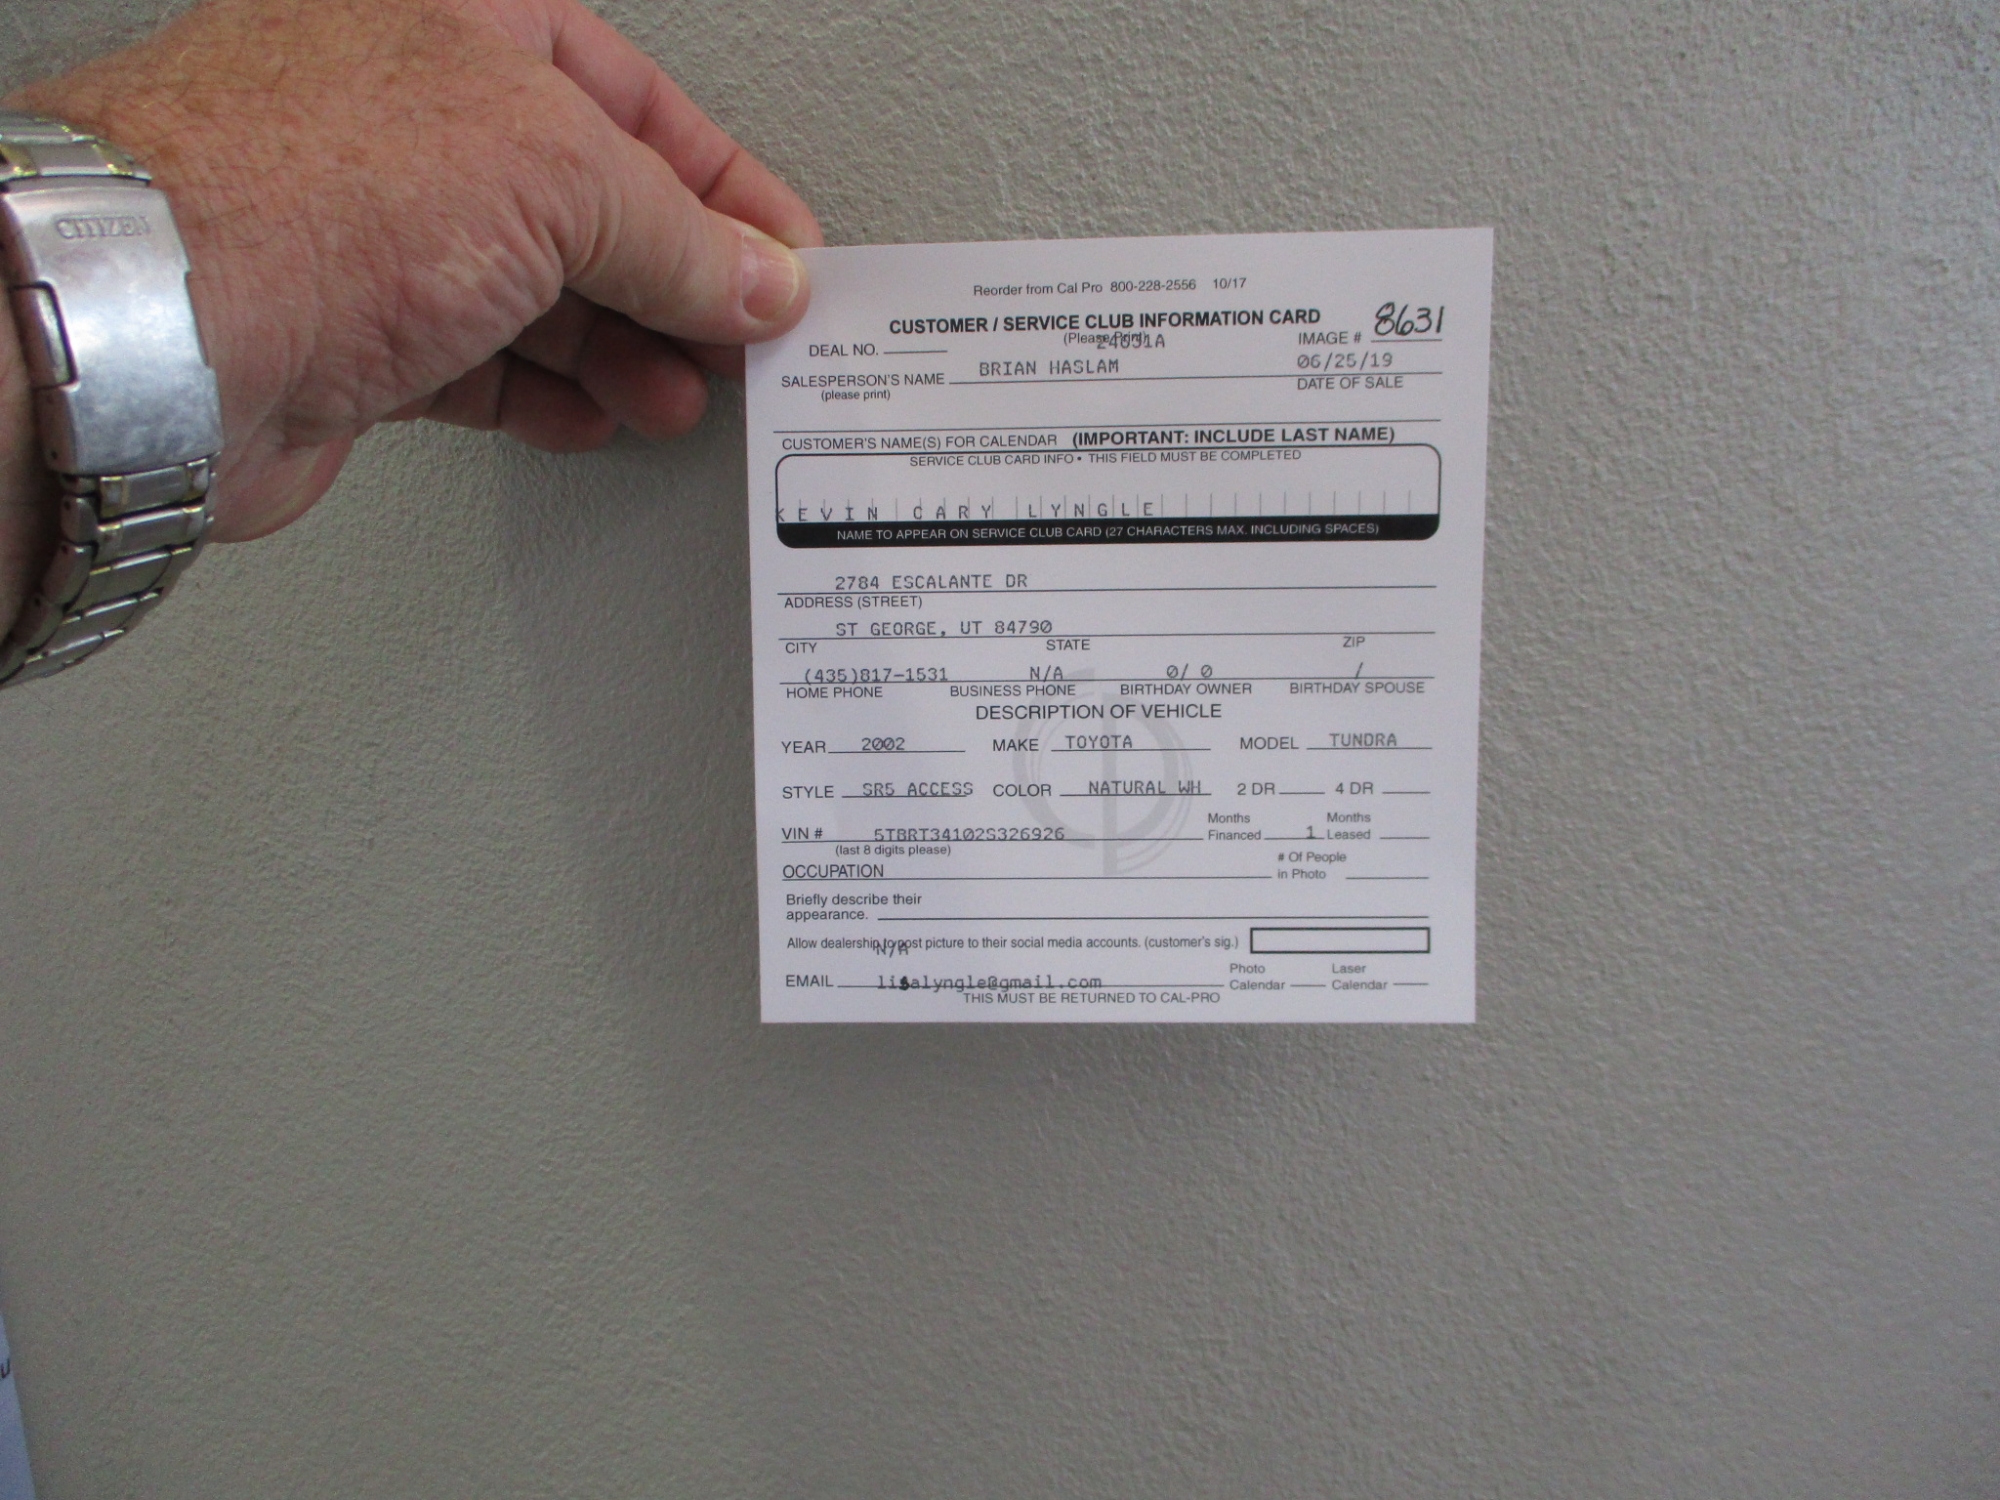 CITIZEN
Reorder from Cal Pro 800-228-2556 10/17
CUSTOMER / SERVICE CLUB INFORMATION CARD
(Please Print)
IMAGE # 8631
DEAL NO.
SALESPERSON'S NAME BRIAN HASLAM 06/25/19
(please print) DATE OF SALE
CUSTOMER'S NAME(S) FOR CALENDAR (IMPORTANT: INCLUDE LAST NAME)
SERVICE CLUB CARD INFO • THIS FIELD MUST BE COMPLETED
KEVIN CARY LYNGLE
NAME TO APPEAR ON SERVICE CLUB CARD (27 CHARACTERS MAX. INCLUDING SPACES)
2784 ESCALANTE DR
ADDRESS (STREET)
ST GEORGE, UT 84790
CITY STATE ZIP
(435)817-1531 N/A 0/ 0 /
HOME PHONE BUSINESS PHONE BIRTHDAY OWNER BIRTHDAY SPOUSE
DESCRIPTION OF VEHICLE
YEAR 2002 MAKE TOYOTA MODEL TUNDRA
STYLE SR5 ACCESS COLOR NATURAL WH 2 DR 4 DR
VIN # 5TBRT34102S326926 Months Financed 1 Months Leased
(last 8 digits please)
OCCUPATION # Of People in Photo
Briefly describe their
appearance.
Allow dealership to post picture to their social media accounts. (customer's sig.)
N/A
EMAIL lisalyngle@gmail.com Photo Calendar Laser Calendar
THIS MUST BE RETURNED TO CAL-PRO